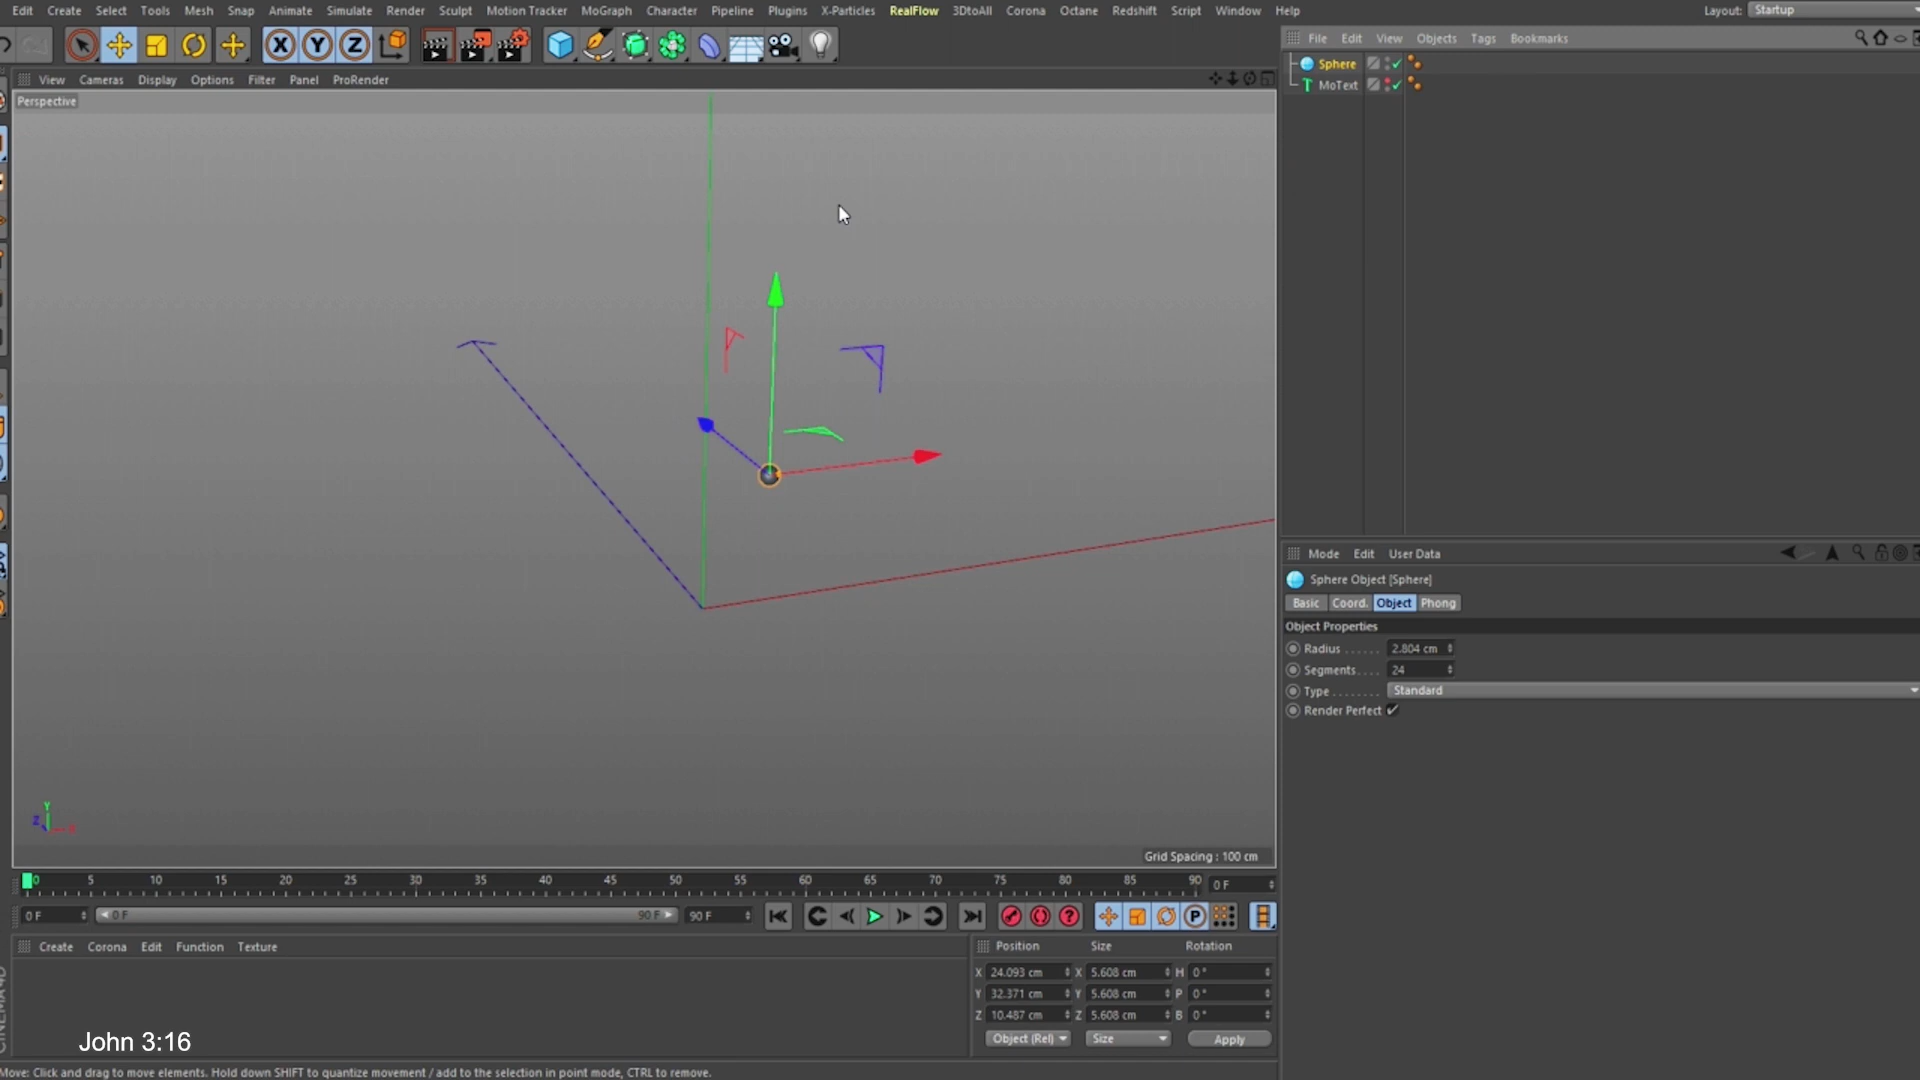 Edit Create Select Tools Mesh Snap Animate Simulate Render Sculpt Motion Tracker MoGraph Character Pipeline Plugins X-Particles RealFlow 3DtoAll Corona Octane Redshift Script Window Help Layout: Startup
X Y Z
File Edit View Objects Tags Bookmarks
Sphere
MoText
View Cameras Display Options Filter Panel ProRender
Perspective
Y
Z
X
Grid Spacing : 100 cm
Mode Edit User Data
Sphere Object [Sphere]
Basic Coord. Object Phong
Object Properties
Radius 2.804 cm
Segments 24
Type Standard
Render Perfect
0 5 10 15 20 25 30 35 40 45 50 55 60 65 70 75 80 85 90 0 F
0 F 0 F 90 F 90 F ? P
Create Corona Edit Function Texture
Position Size Rotation
X 24.093 cm X 5.608 cm H 0 °
Y 32.371 cm Y 5.608 cm P 0 °
Z 10.487 cm Z 5.608 cm B 0 °
Object (Rel) Size Apply
CINEMA 4D
John 3:16
Move: Click and drag to move elements. Hold down SHIFT to quantize movement / add to the selection in point mode, CTRL to remove.